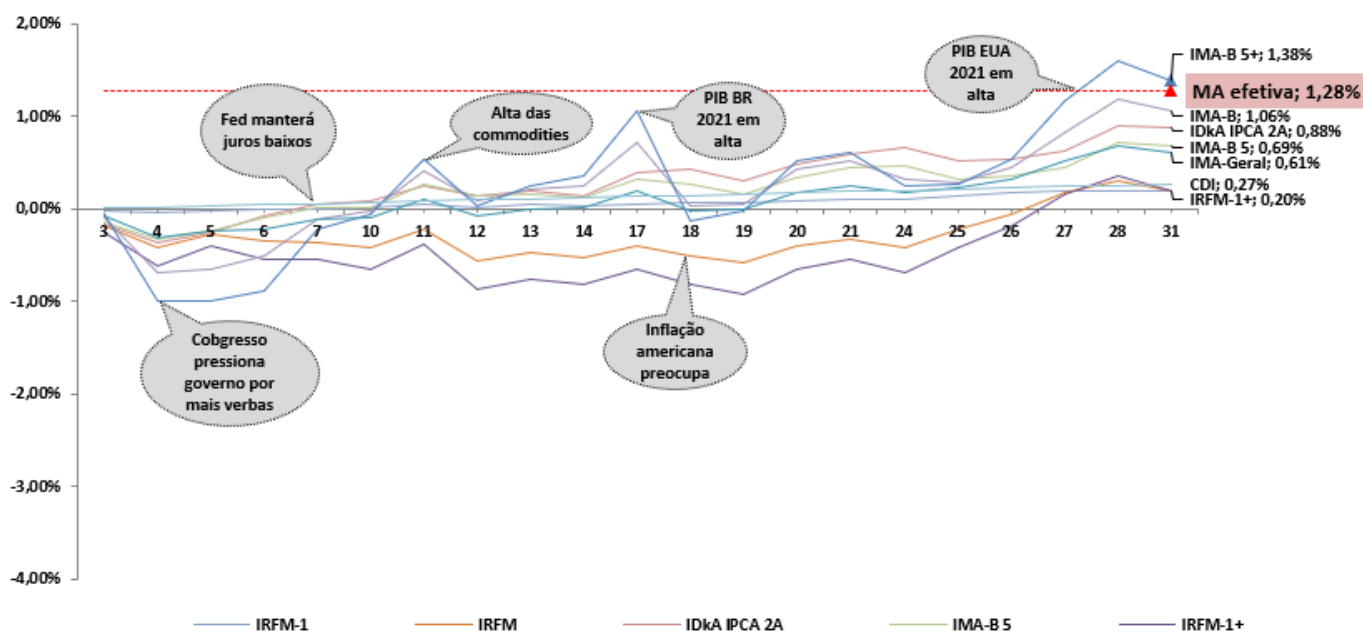 2,00%
1,00%
0,00%
-1,00%
-2,00%
-3,00%
-4,00%
Fed manterá
juros baixos
Alta das
commodities
PIB BR
2021 em
alta
PIB EUA
2021 em
alta
Cobgresso
pressiona
governo por
mais verbas
Inflação
americana
preocupa
IMA-B 5+; 1,38%
MA efetiva; 1,28%
IMA-B; 1,06%
IDkA IPCA 2A; 0,88%
IMA-B 5; 0,69%
IMA-Geral; 0,61%
CDI; 0,27%
IRFM-1+; 0,20%
3 4 5 6 7 10 11 12 13 14 17 18 19 20 21 24 25 26 27 28 31
IRFM-1 IRFM IDkA IPCA 2A IMA-B 5 IRFM-1+